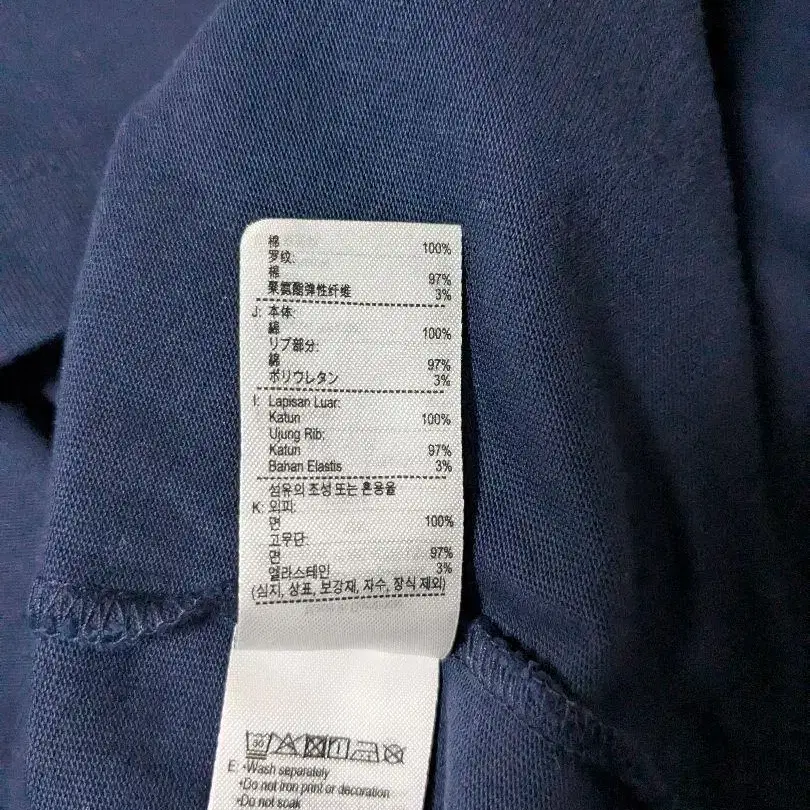 棉 100%
罗纹:
棉 97%
聚氨酯弹性纤维 3%
J: 本体:
綿 100%
リブ部分:
綿 97%
ポリウレタン 3%
I: Lapisan Luar:
Katun 100%
Ujung Rib:
Katun 97%
Bahan Elastis 3%
섬유의 조성 또는 혼용율
K: 외피:
면 100%
고무단:
면 97%
엘라스테인 3%
(심지, 상표, 보강재, 자수, 장식 제외)
30
E: •Wash separately
•Do not iron print or decoration
•Do not soak